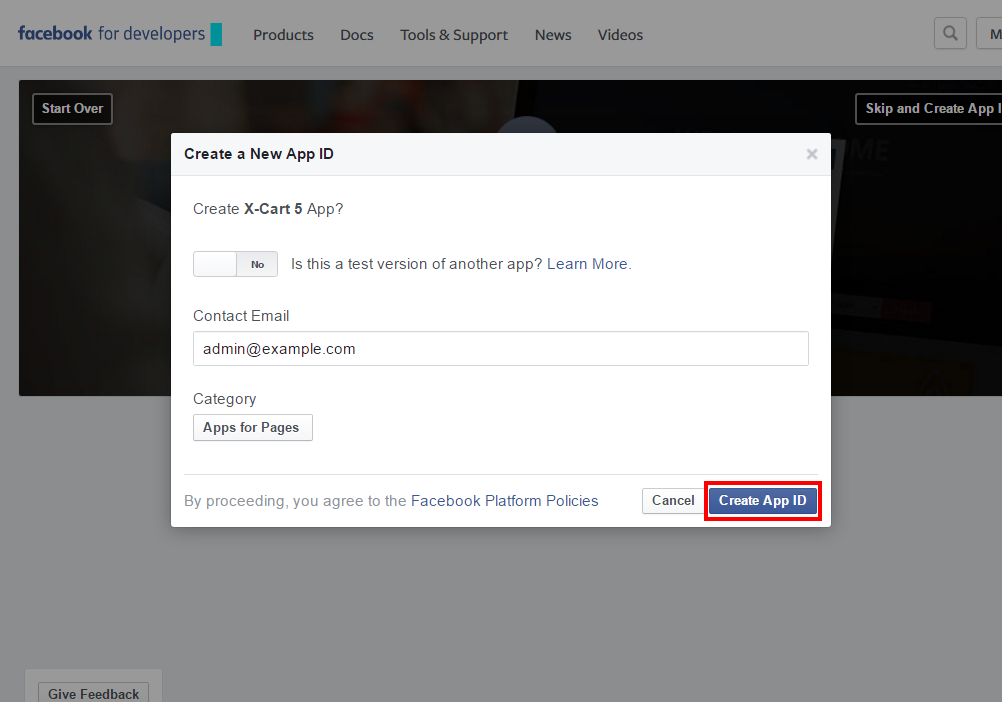 facebook for developers Products Docs Tools & Support News Videos M
Start Over
Skip and Create App I
ME
Create a New App ID ×
Create X-Cart 5 App?
No Is this a test version of another app? Learn More.
Contact Email
admin@example.com
Category
Apps for Pages
By proceeding, you agree to the Facebook Platform Policies Cancel Create App ID
Give Feedback